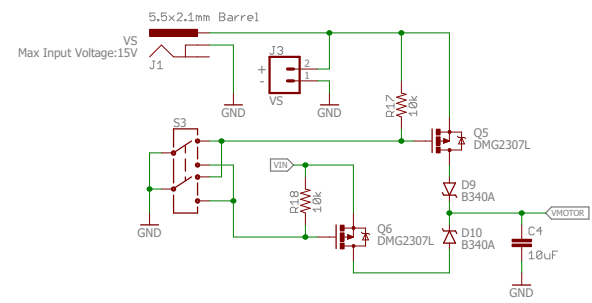 5.5x2.1mm Barrel
VS
Max Input Voltage:15V
J1
J3
+
2
-
1
VS
GND
GND
R17
10k
Q5
DMG2307L
S3
VIN
R18
10k
D9
B340A
VMOTOR
Q6
DMG2307L
D10
B340A
C4
10uF
GND
GND